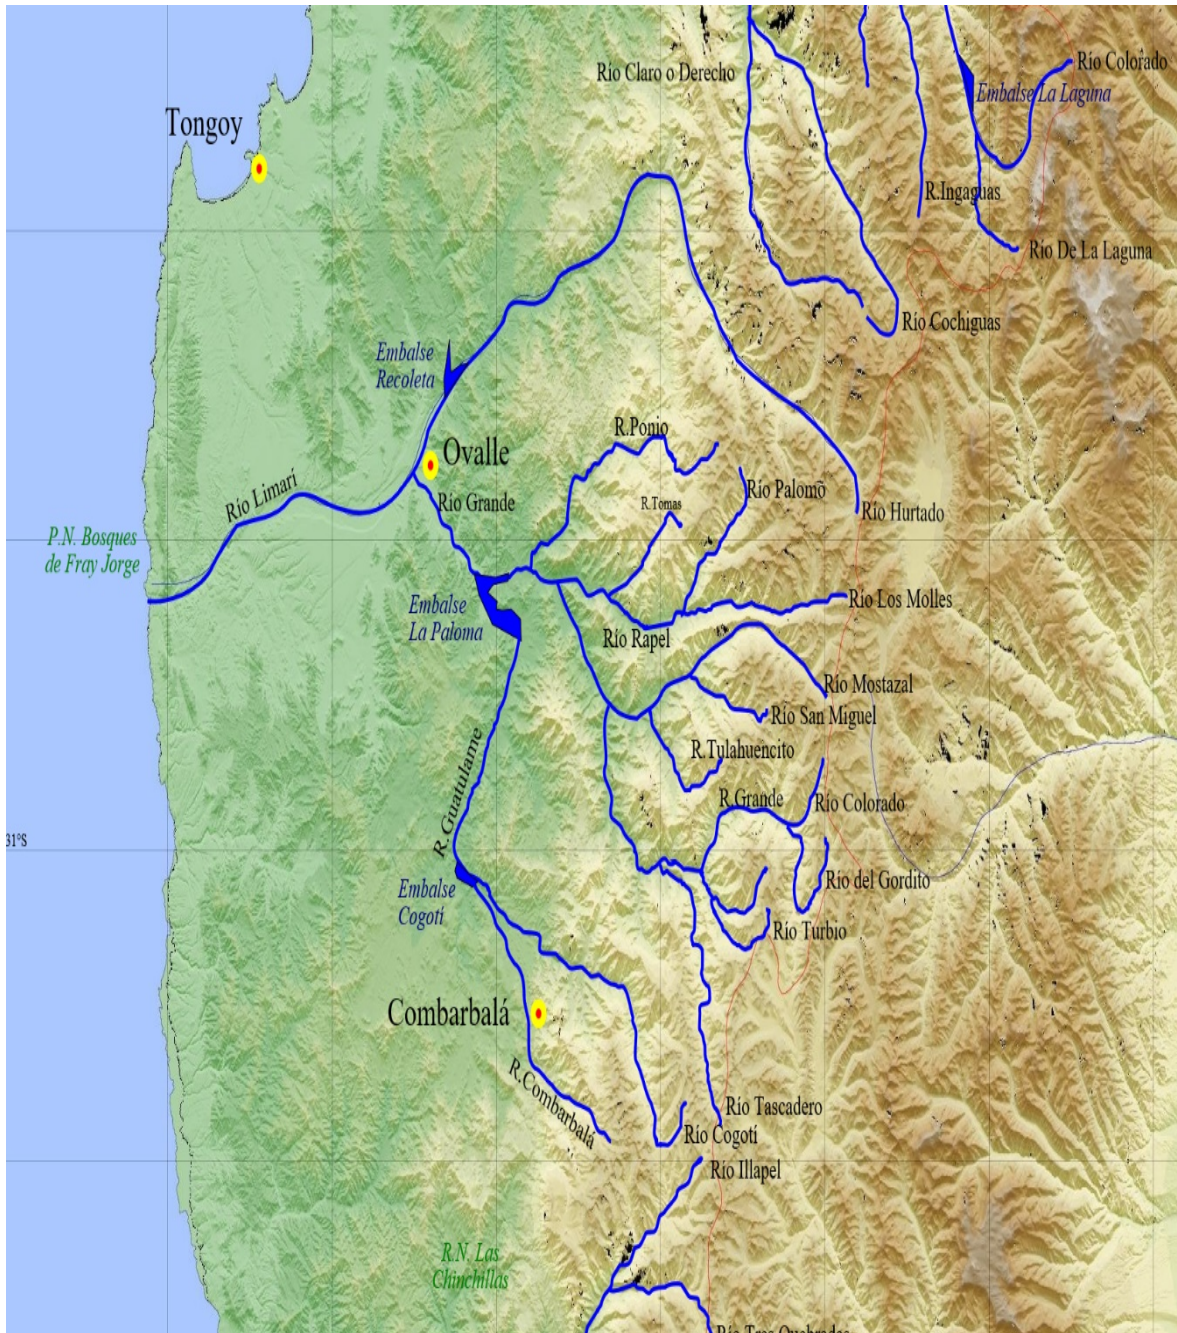 Río Claro o Derecho
Río Colorado
Embalse La Laguna
Tongoy
R.Ingaguas
Río De La Laguna
Río Cochiguas
Embalse
Recoleta
R.Ponio
Ovalle
Río Palomo
Río Limarí
Río Grande
R.Tomas
Río Hurtado
P.N. Bosques
de Fray Jorge
Embalse
La Paloma
Río Los Molles
Río Rapel
Río Mostazal
Río San Miguel
R.Tulahuencito
R.Guatulame
R.Grande
Río Colorado
31°S
Embalse
Cogotí
Río del Gordito
Río Turbio
Combarbalá
R.Combarbalá
Río Tascadero
Río Cogotí
Río Illapel
R.N. Las
Chinchillas
Río Tres Quebradas